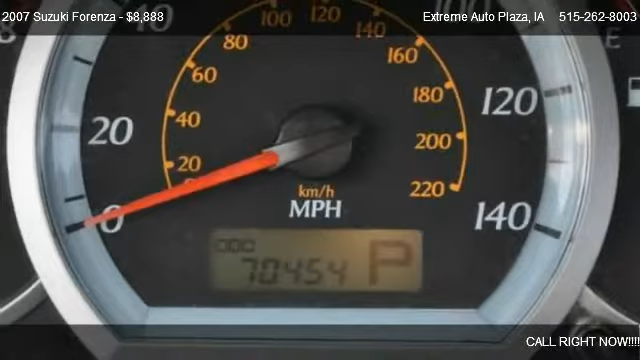 2007 Suzuki Forenza - $8,888
Extreme Auto Plaza, IA 515-262-8003
40
100
120
140
80
160
E
60
180
120
20
40
200
20
220
0
140
km/h
MPH
70454 P
CALL RIGHT NOW!!!!